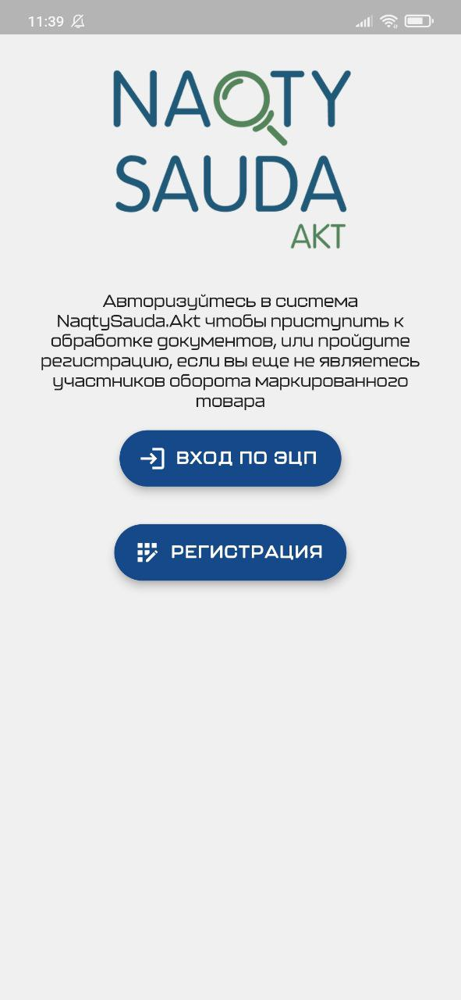 11:39
NAQTY
SAUDA
AKT
Авторизуйтесь в система
NaqtySauda.Akt чтобы приступить к
обработке документов, или пройдите
регистрацию, если вы еще не являетесь
участников оборота маркированного
товара
ВХОД ПО ЭЦП
РЕГИСТРАЦИЯ